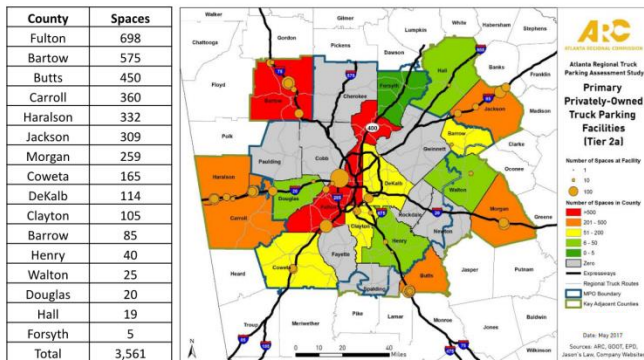 County Spaces
Fulton 698
Bartow 575
Butts 450
Carroll 360
Haralson 332
Jackson 309
Morgan 259
Coweta 165
DeKalb 114
Clayton 105
Barrow 85
Henry 40
Walton 25
Douglas 20
Hall 19
Forsyth 5
Total 3,561
Walker
Gilmer
Lumpkin
White
Habersham
Stephens
Chattooga
Gordon
Pickens
Dawson
Hall
Banks
Franklin
Floyd
Bartow
Cherokee
Forsyth
Jackson
Madison
Polk
Paulding
Cobb
400
Gwinnett
Barrow
Clarke
Oconee
Haralson
Douglas
DeKalb
Walton
Carroll
Clayton
Rockdale
Newton
Morgan
Greene
Heard
Coweta
Fayette
Henry
Spalding
Butts
Jasper
Putnam
Troup
Meriwether
Pike
Lamar
Monroe
Jones
Baldwin
Wilkinson
0
20
40 Miles
ARC
ATLANTA REGIONAL COMMISSION
Atlanta Regional Truck
Parking Assessment Study
Primary
Privately-Owned
Truck Parking
Facilities
(Tier 2a)
Number of Spaces at Facility
1
10
100
Number of Spaces in County
>500
201 - 500
51 - 200
6 - 50
0 - 5
Zero
Expressways
Regional Truck Routes
MPO Boundary
Key Adjacent Counties
Date: May 2017
Sources: ARC, GDOT, EPD,
Jason's Law, Company Website